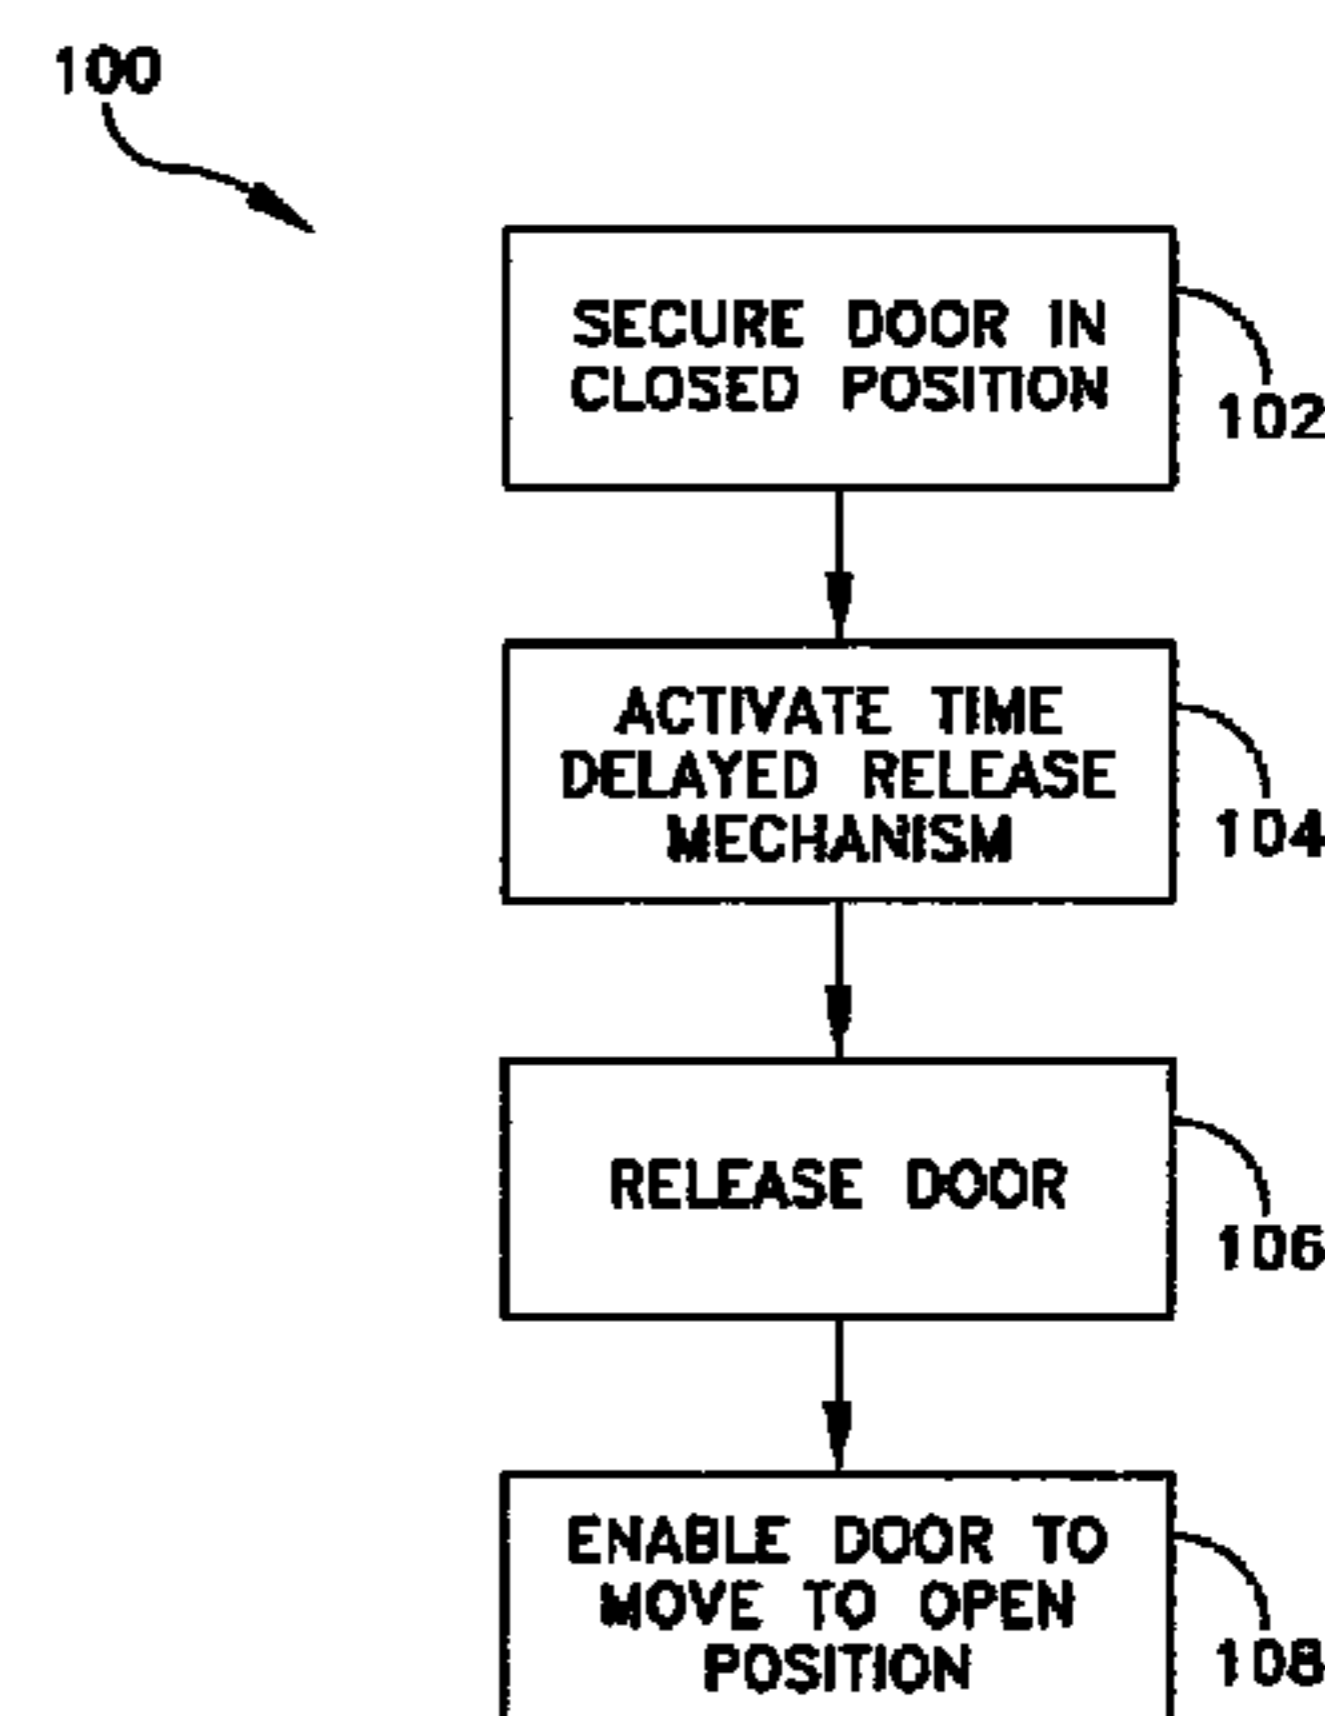 100
SECURE DOOR IN
CLOSED POSITION
102
ACTIVATE TIME
DELAYED RELEASE
MECHANISM
104
RELEASE DOOR
106
ENABLE DOOR TO
MOVE TO OPEN
POSITION
108